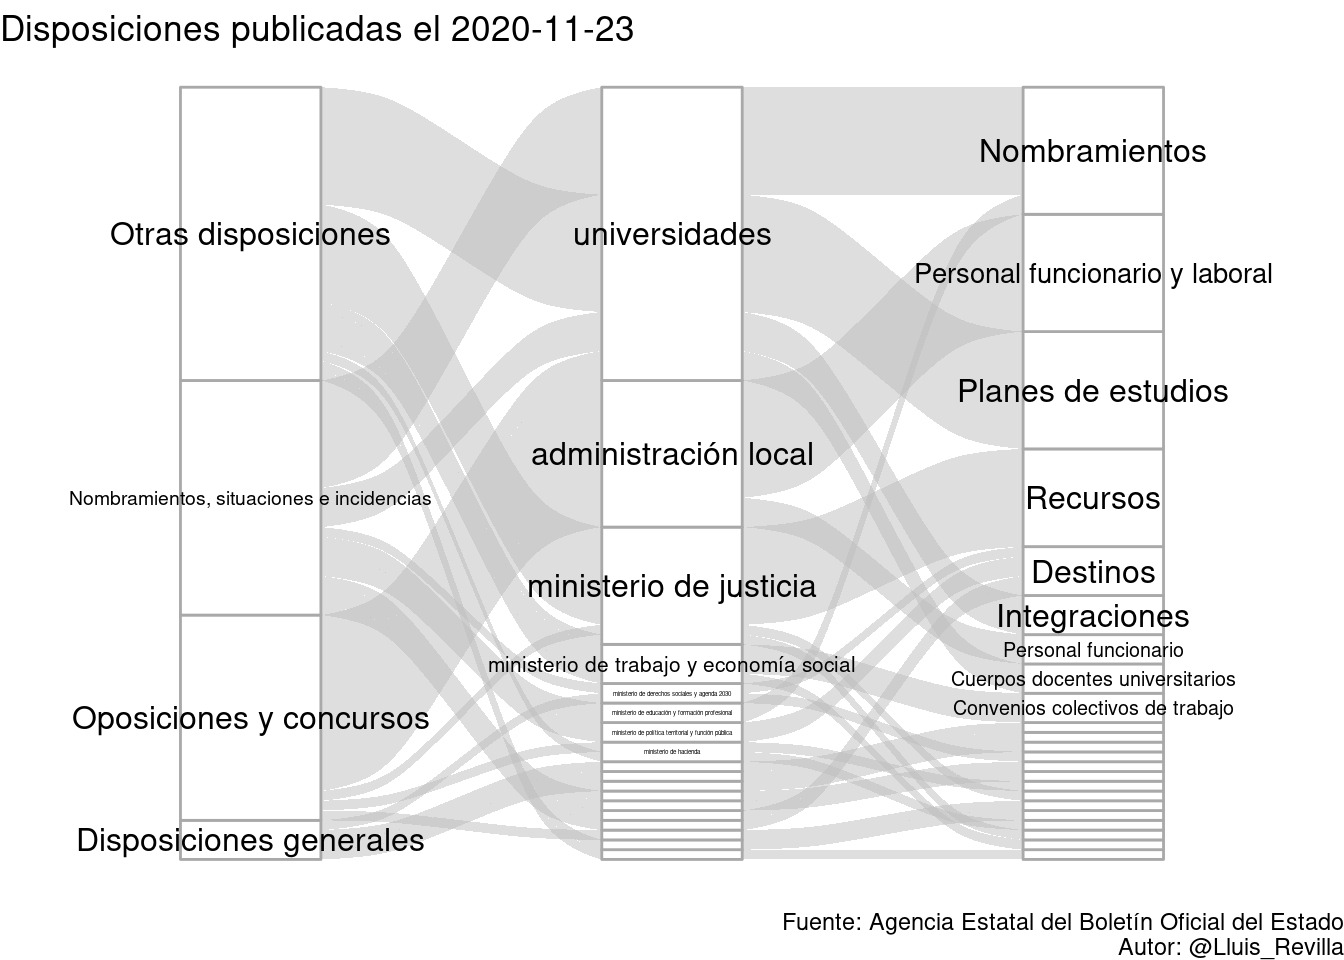 Disposiciones publicadas el 2020-11-23
Otras disposiciones
Nombramientos, situaciones e incidencias
Oposiciones y concursos
Disposiciones generales
universidades
administración local
ministerio de justicia
ministerio de trabajo y economía social
ministerio de derechos sociales y agenda 2030
ministerio de educación y formación profesional
ministerio de política territorial y función pública
ministerio de hacienda
Nombramientos
Personal funcionario y laboral
Planes de estudios
Recursos
Destinos
Integraciones
Personal funcionario
Cuerpos docentes universitarios
Convenios colectivos de trabajo
Fuente: Agencia Estatal del Boletín Oficial del Estado
Autor: @Lluis_Revilla